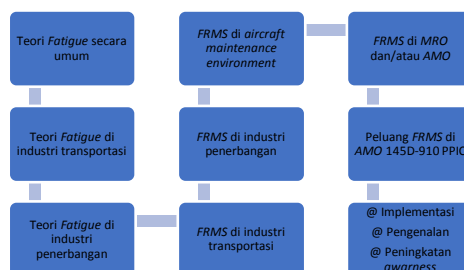 Teori Fatigue secara
umum
Teori Fatigue di
industri transportasi
Teori Fatigue di
industri
penerbangan
FRMS di industri
transportasi
FRMS di industri
penerbangan
FRMS di aircraft
maintenance
environment
FRMS di MRO
dan/atau AMO
Peluang FRMS di
AMO 145D-910 PPIC
@ Implementasi
@ Pengenalan
@ Peningkatan
awarness